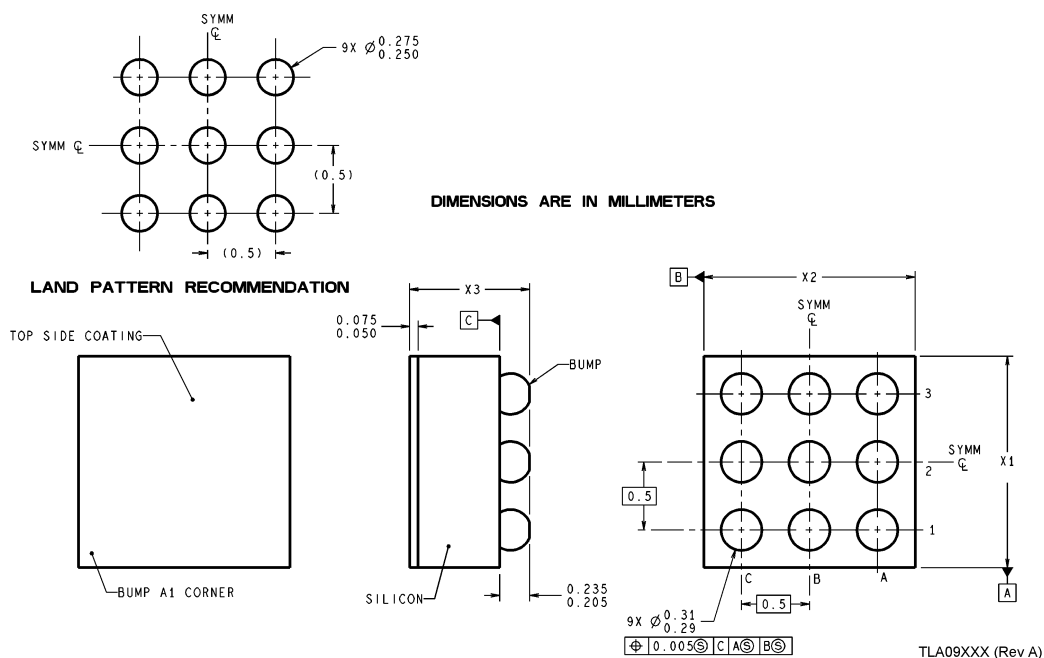 SYMM
℄
9X Ø 0.275
0.250
SYMM ℄
(0.5)
(0.5)
DIMENSIONS ARE IN MILLIMETERS
LAND PATTERN RECOMMENDATION
TOP SIDE COATING
BUMP A1 CORNER
X3
0.075
0.050
C
BUMP
SILICON
0.235
0.205
B
X2
SYMM
℄
3
SYMM
℄
2
X1
0.5
1
C
B
A
0.5
A
9X Ø 0.31
0.29
⌖ 0.005Ⓢ C AⓈ BⓈ
TLA09XXX (Rev A)